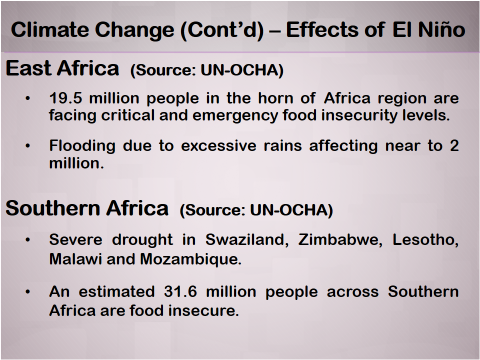 Climate Change (Cont’d) – Effects of El Niño
East Africa (Source: UN-OCHA)
• 19.5 million people in the horn of Africa region are
facing critical and emergency food insecurity levels.
• Flooding due to excessive rains affecting near to 2
million.
Southern Africa (Source: UN-OCHA)
• Severe drought in Swaziland, Zimbabwe, Lesotho,
Malawi and Mozambique.
• An estimated 31.6 million people across Southern
Africa are food insecure.